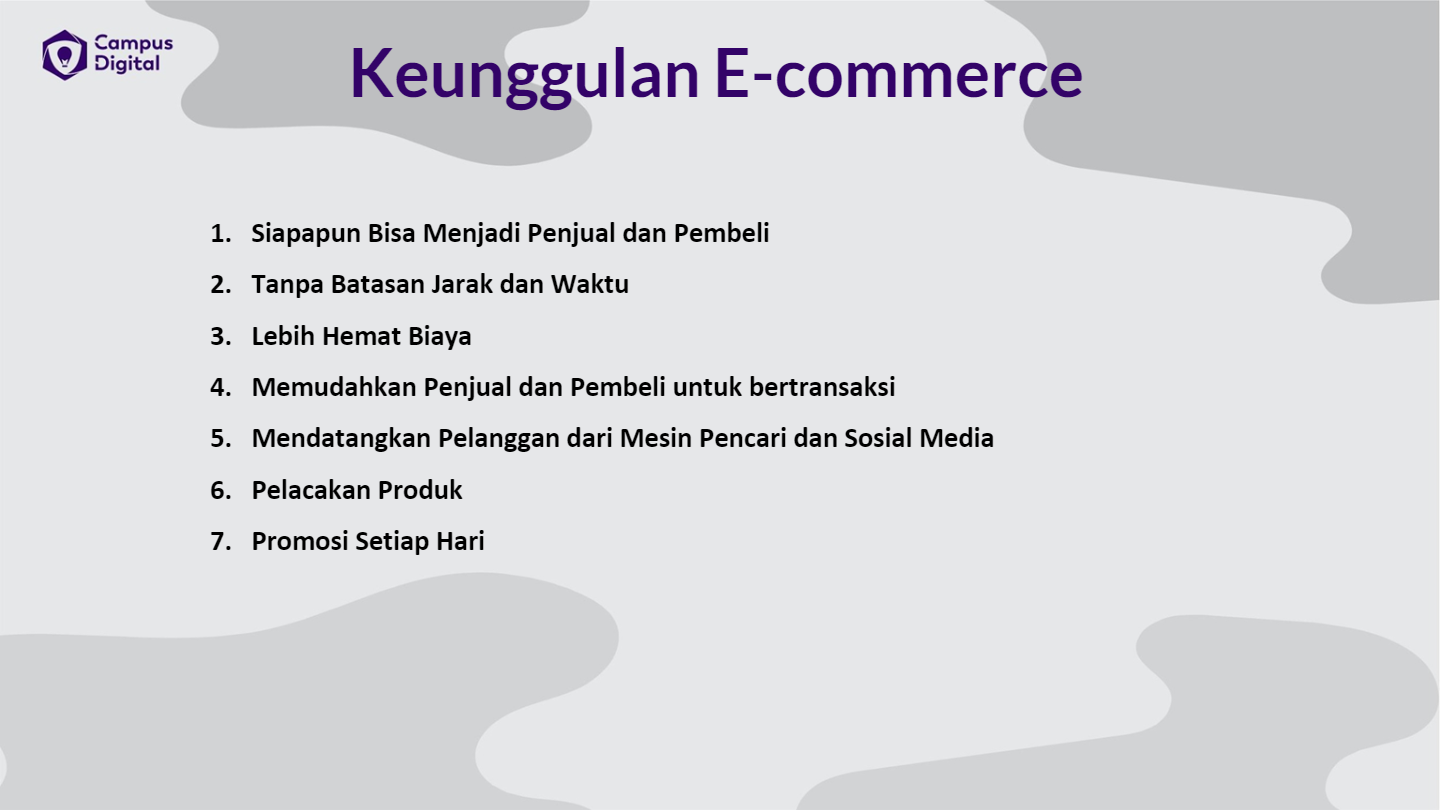 Campus
Digital
Keunggulan E-commerce
1. Siapapun Bisa Menjadi Penjual dan Pembeli
2. Tanpa Batasan Jarak dan Waktu
3. Lebih Hemat Biaya
4. Memudahkan Penjual dan Pembeli untuk bertransaksi
5. Mendatangkan Pelanggan dari Mesin Pencari dan Sosial Media
6. Pelacakan Produk
7. Promosi Setiap Hari